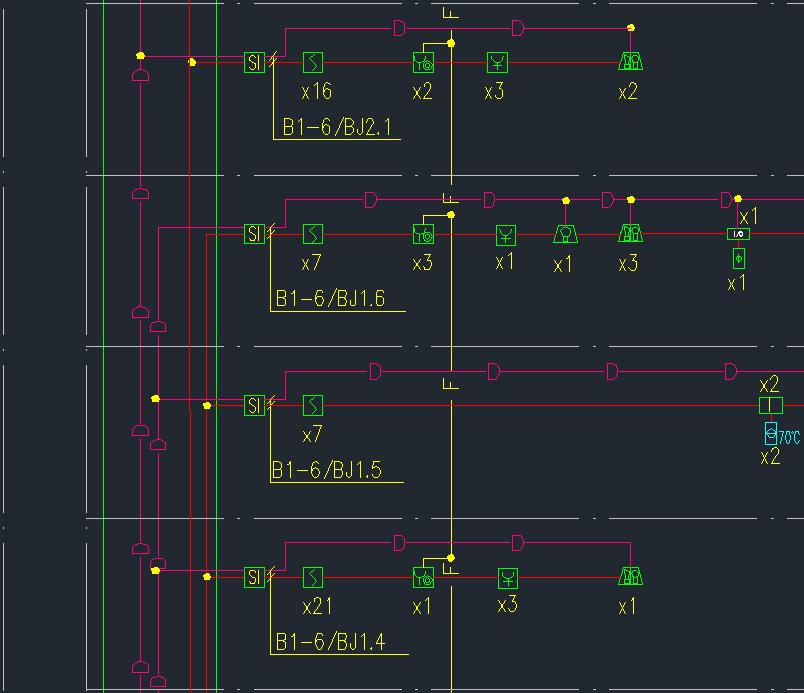 F
SI
x16 x2 x3 x2
B1-6/BJ2.1
F
x1
SI I/O
x7 x3 x1 x1 x3
x1
B1-6/BJ1.6
F
x2
SI
70℃
x7
x2
B1-6/BJ1.5
F
SI
x21 x1 x3 x1
B1-6/BJ1.4